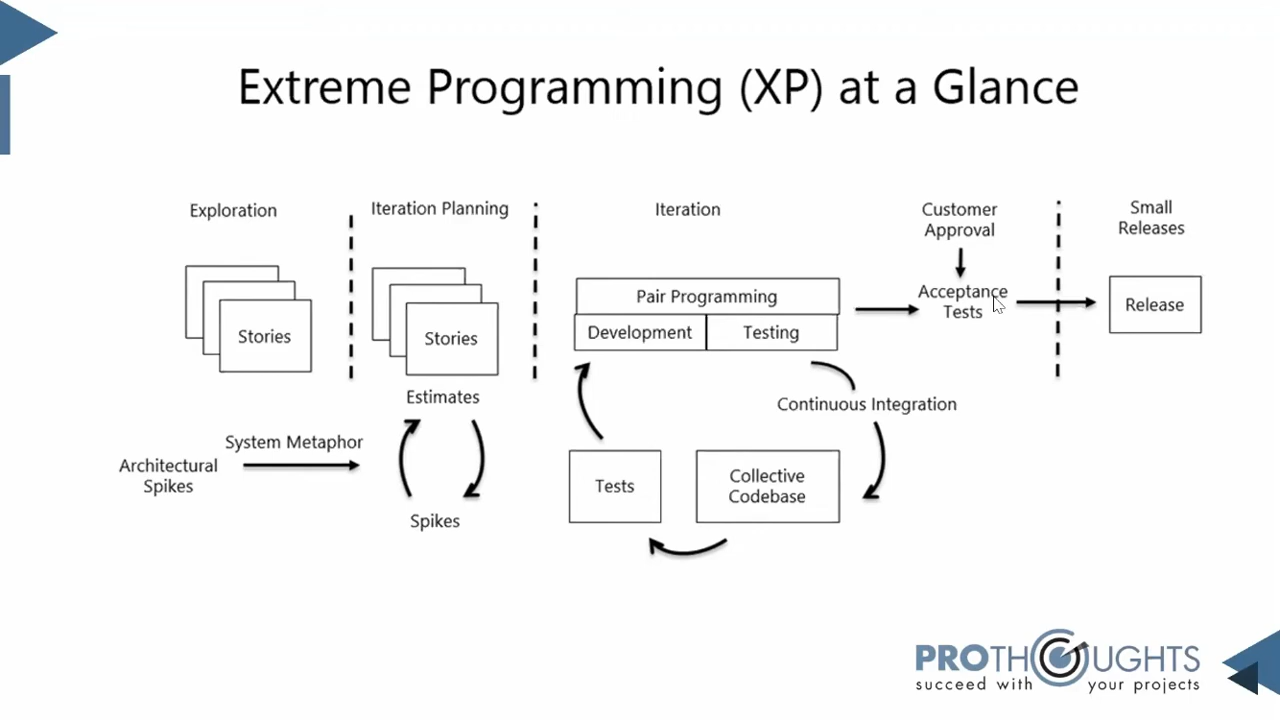 Extreme Programming (XP) at a Glance
Exploration
Iteration Planning
Iteration
Customer
Approval
Small
Releases
Stories
Stories
Pair Programming
Development
Testing
Acceptance
Tests
Release
Estimates
Continuous Integration
System Metaphor
Architectural
Spikes
Spikes
Tests
Collective
Codebase
PROTHOUGHTS
succeed with your projects